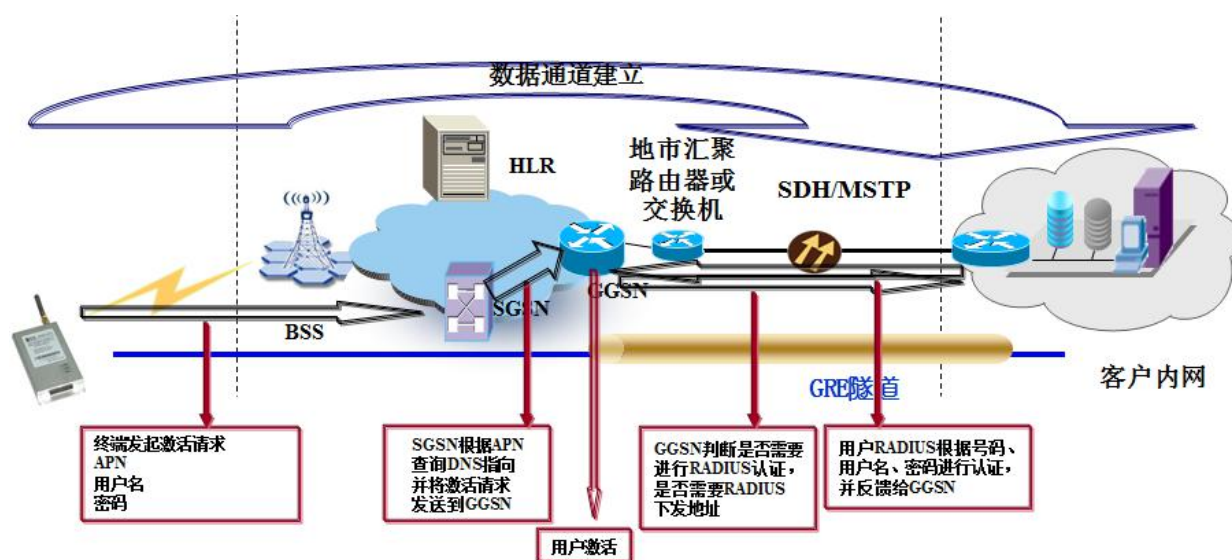 数据通道建立
HLR
地市汇聚
路由器或
交换机
SDH/MSTP
SGSN
GGSN
BSS
GRE隧道
客户内网
终端发起激活请求
APN
用户名
密码
SGSN根据APN
查询DNS指向
并将激活请求
发送到GGSN
用户激活
GGSN判断是否需要
进行RADIUS认证，
是否需要RADIUS
下发地址
用户RADIUS根据号码、
用户名、密码进行认证，
并反馈给GGSN